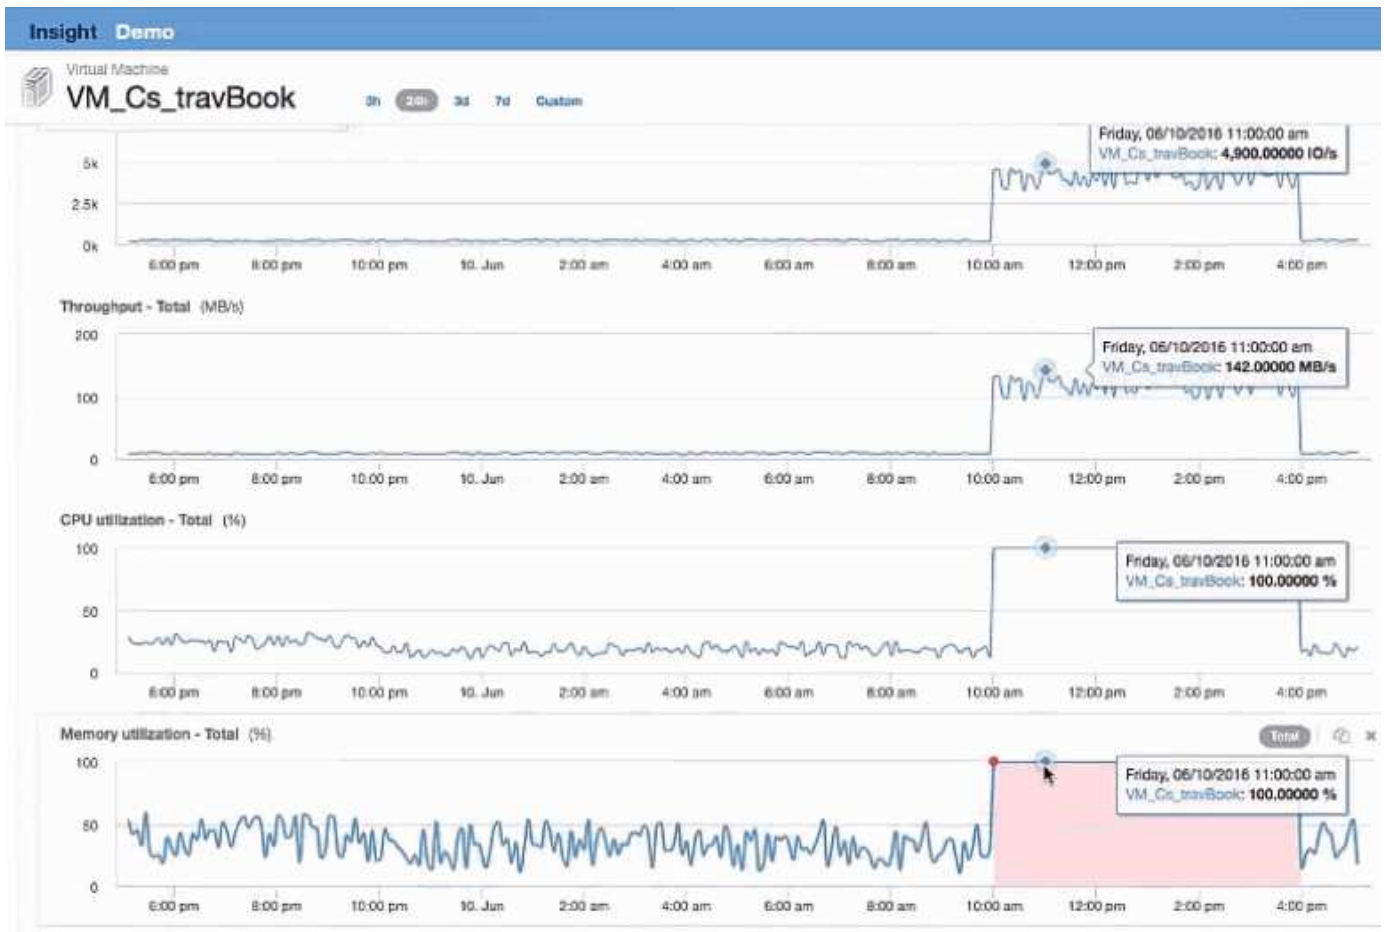 Insight Demo
Virtual Machine
VM_Cs_travBook
3h 24h 3d 7d Custom
Friday, 06/10/2016 11:00:00 am
VM_Cs_travBook: 4,900.00000 IO/s
5k
2.5k
0k
6:00 pm 8:00 pm 10:00 pm 10. Jun 2:00 am 4:00 am 6:00 am 8:00 am 10:00 am 12:00 pm 2:00 pm 4:00 pm
Throughput - Total (MB/s)
200
Friday, 06/10/2016 11:00:00 am
VM_Cs_travBook: 142.00000 MB/s
100
0
6:00 pm 8:00 pm 10:00 pm 10. Jun 2:00 am 4:00 am 6:00 am 8:00 am 10:00 am 12:00 pm 2:00 pm 4:00 pm
CPU utilization - Total (%)
100
Friday, 06/10/2016 11:00:00 am
VM_Cs_travBook: 100.00000 %
50
0
6:00 pm 8:00 pm 10:00 pm 10. Jun 2:00 am 4:00 am 6:00 am 8:00 am 10:00 am 12:00 pm 2:00 pm 4:00 pm
Memory utilization - Total (%)
Total
100
Friday, 06/10/2016 11:00:00 am
VM_Cs_travBook: 100.00000 %
50
0
6:00 pm 8:00 pm 10:00 pm 10. Jun 2:00 am 4:00 am 6:00 am 8:00 am 10:00 am 12:00 pm 2:00 pm 4:00 pm